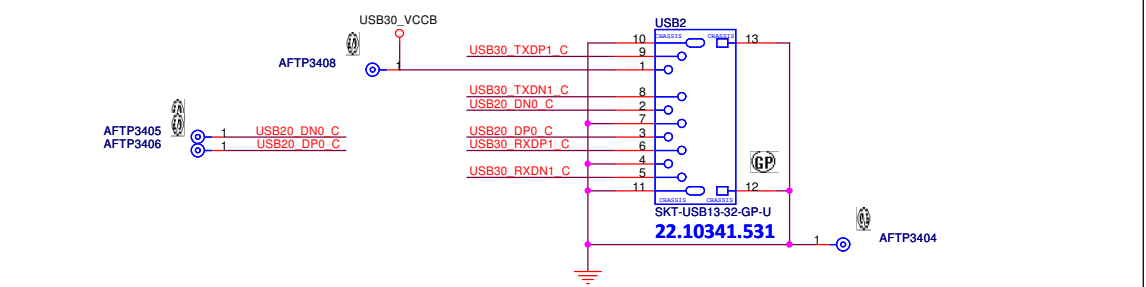 USB30_VCCB
USB2
AFTP3408
1
10
CHASSIS
CHASSIS
13
USB30_TXDP1_C
9
1
USB30_TXDN1_C
8
USB20_DN0_C
2
7
AFTP3405
1
USB20_DN0_C
USB20_DP0_C
3
AFTP3406
1
USB20_DP0_C
USB30_RXDP1_C
6
4
GP
USB30_RXDN1_C
5
11
12
CHASSIS
CHASSIS
SKT-USB13-32-GP-U
22.10341.531
1
AFTP3404